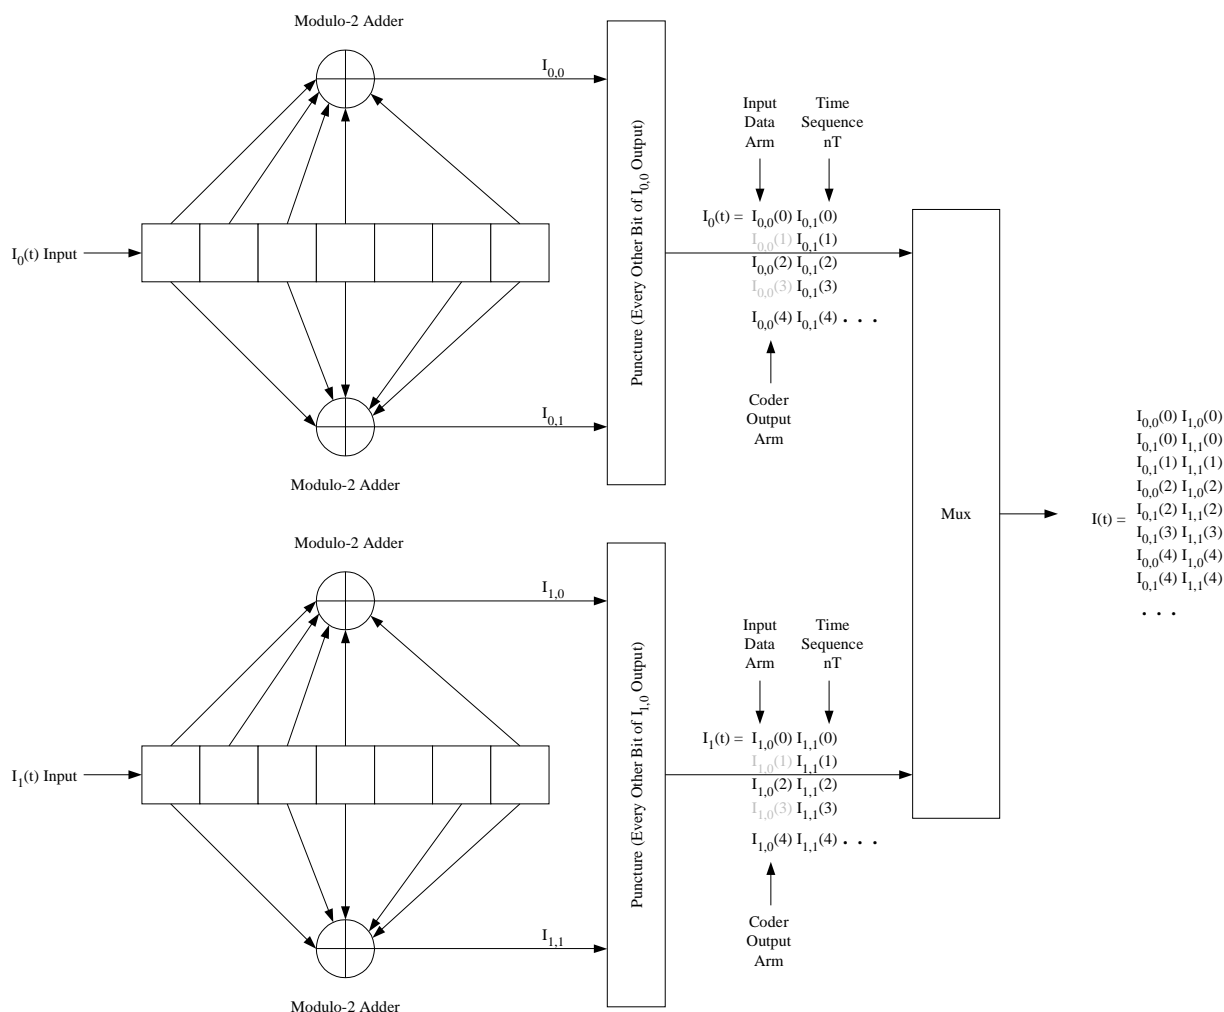 Modulo-2 Adder
I0,0
I0(t) Input
I0,1
Modulo-2 Adder
Puncture (Every Other Bit of I0,0 Output)
Input
Data
Arm
Time
Sequence
nT
I0(t) = I0,0(0) I0,1(0)
I0,0(1) I0,1(1)
I0,0(2) I0,1(2)
I0,0(3) I0,1(3)
I0,0(4) I0,1(4) . . .
Coder
Output
Arm
Modulo-2 Adder
I1,0
I1(t) Input
I1,1
Modulo-2 Adder
Puncture (Every Other Bit of I1,0 Output)
Input
Data
Arm
Time
Sequence
nT
I1(t) = I1,0(0) I1,1(0)
I1,0(1) I1,1(1)
I1,0(2) I1,1(2)
I1,0(3) I1,1(3)
I1,0(4) I1,1(4) . . .
Coder
Output
Arm
Mux
I(t) =
I0,0(0) I1,0(0)
I0,1(0) I1,1(0)
I0,1(1) I1,1(1)
I0,0(2) I1,0(2)
I0,1(2) I1,1(2)
I0,1(3) I1,1(3)
I0,0(4) I1,0(4)
I0,1(4) I1,1(4)
. . .